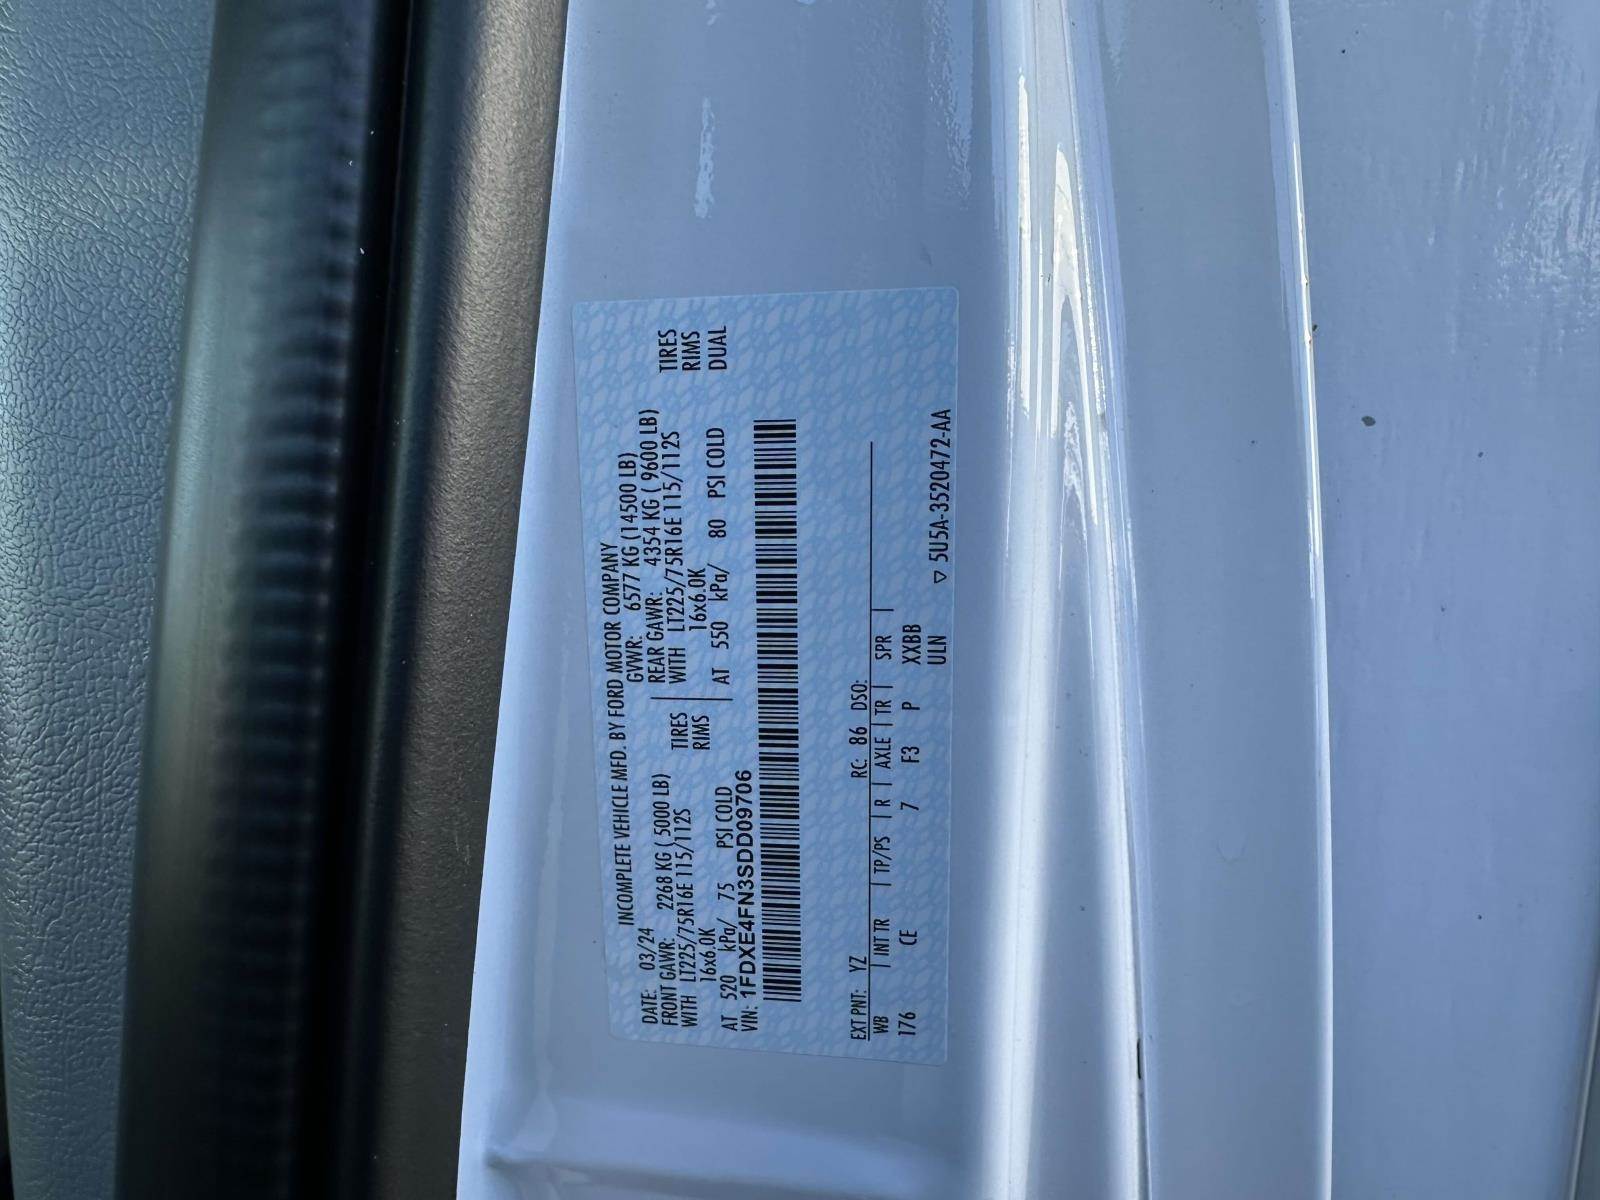 INCOMPLETE VEHICLE MFD. BY FORD MOTOR COMPANY
DATE: 03/24 GVWR: 6577 KG (14500 LB)
FRONT GAWR: 2268 KG ( 5000 LB) REAR GAWR: 4354 KG ( 9600 LB)
WITH LT225/75R16E 115/112S TIRES WITH LT225/75R16E 115/112S TIRES
16x6.0K RIMS 16x6.0K RIMS
AT 520 kPa/ 75 PSI COLD AT 550 kPa/ 80 PSI COLD DUAL
VIN: 1FDXE4FN3SDD09706
EXT PNT: YZ RC: 86 DSO:
WB | INT TR | TP/PS | R | AXLE | TR | SPR |
176 CE 7 F3 P XXBB
ULN ▽ 5U5A-3520472-AA